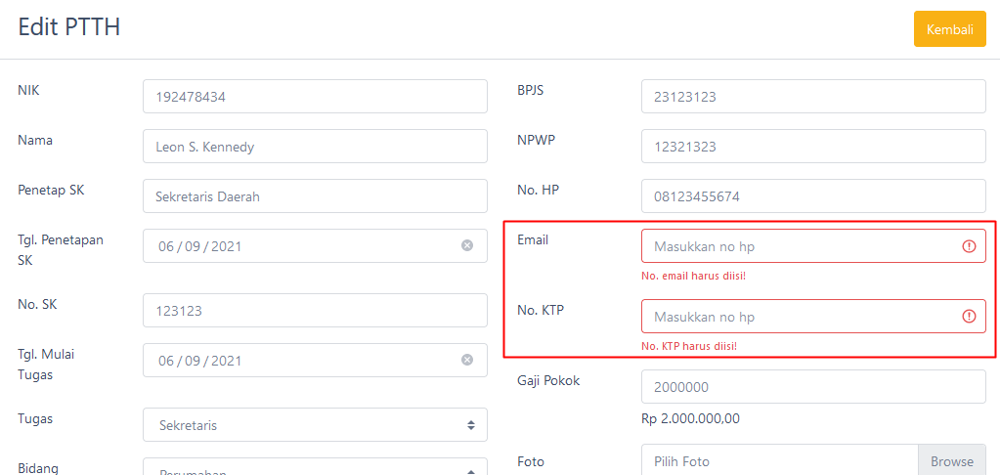 Edit PTTH
Kembali
NIK
192478434
Nama
Leon S. Kennedy
Penetap SK
Sekretaris Daerah
Tgl. Penetapan
SK
06/09/2021
No. SK
123123
Tgl. Mulai
Tugas
06/09/2021
Tugas
Sekretaris
Bidang
Perumahan
BPJS
23123123
NPWP
12321323
No. HP
08123455674
Email
Masukkan no hp
No. email harus diisi!
No. KTP
Masukkan no hp
No. KTP harus diisi!
Gaji Pokok
2000000
Rp 2.000.000,00
Foto
Pilih Foto
Browse